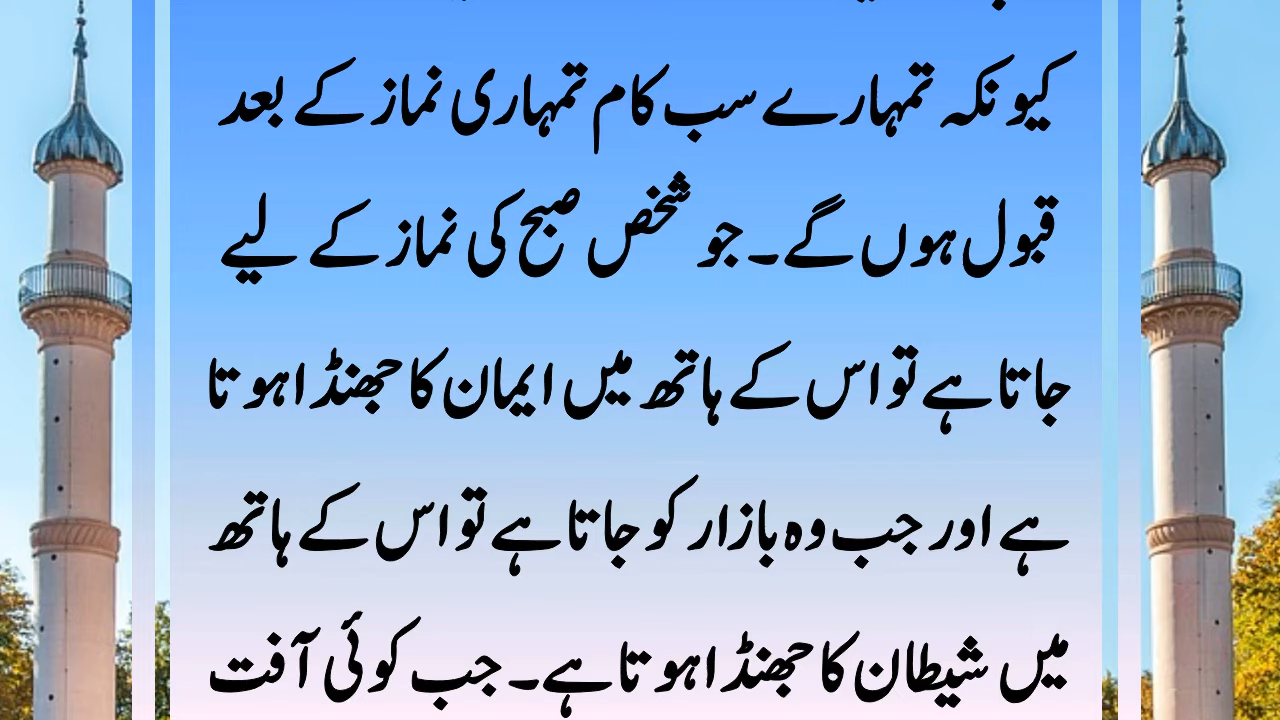 کیونکہ تمہارے سب کام تمہاری نماز کے بعد
قبول ہوں گے۔ جو شخص صبح کی نماز کے لیے
جاتا ہے تو اس کے ہاتھ میں ایمان کا جھنڈا ہوتا
ہے اور جب وہ بازار کو جاتا ہے تو اس کے ہاتھ
میں شیطان کا جھنڈا ہوتا ہے۔ جب کوئی آفت